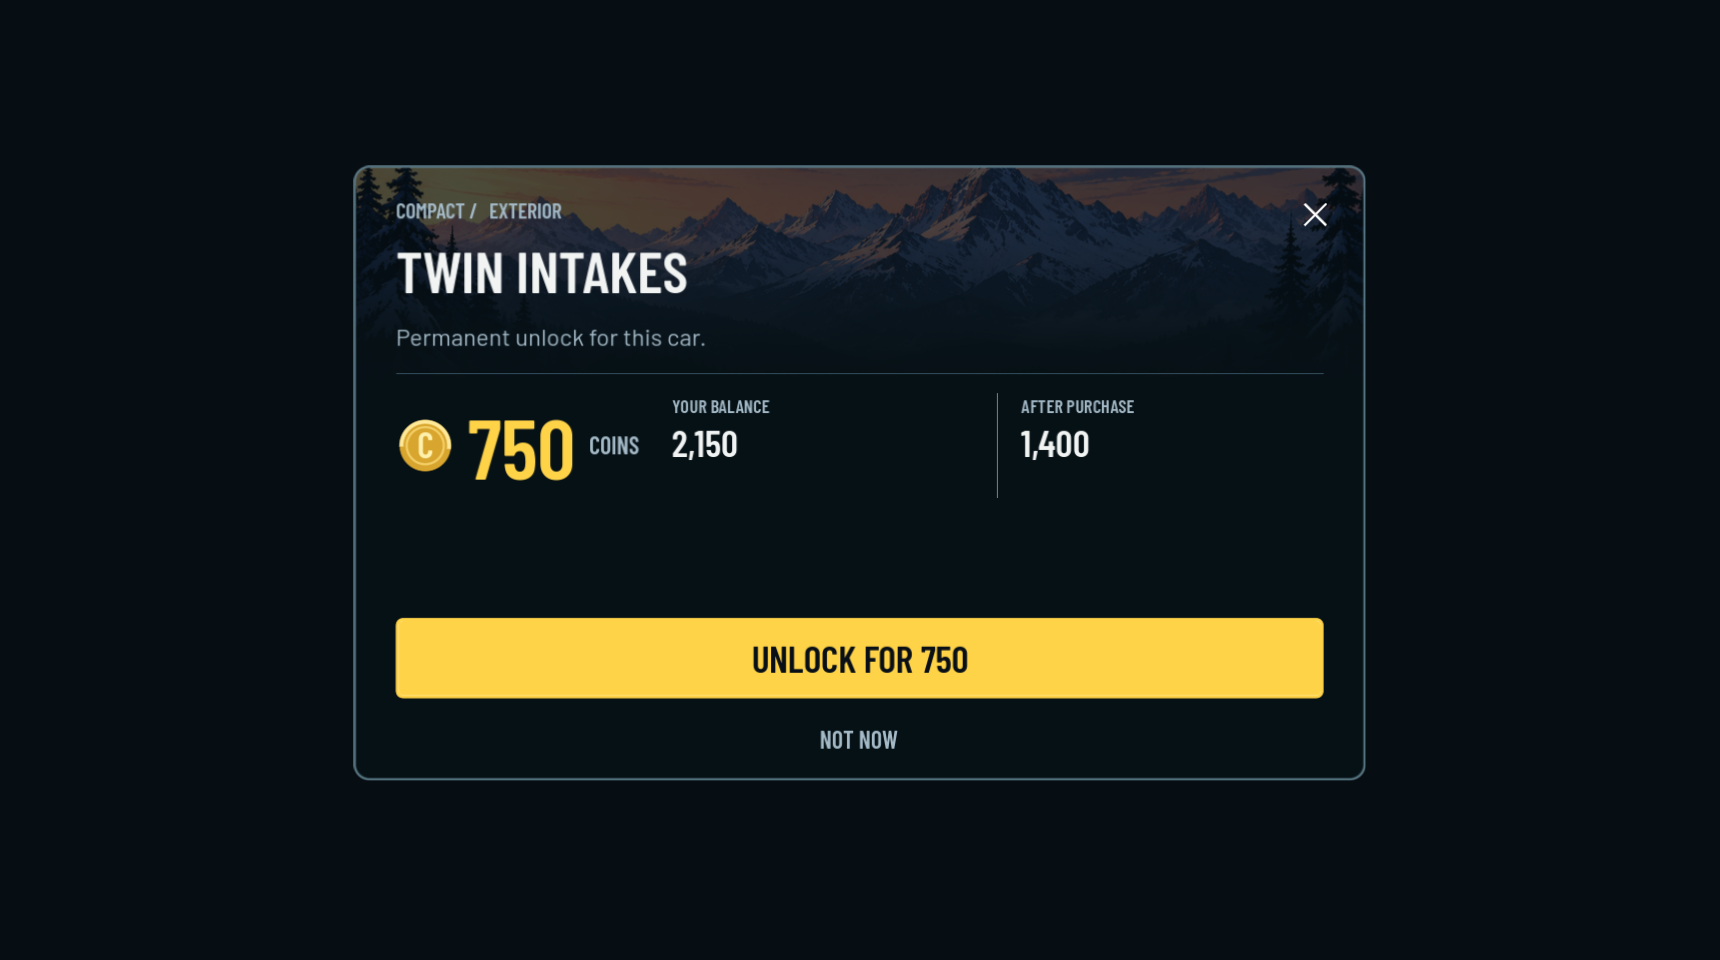 COMPACT / EXTERIOR
TWIN INTAKES
Permanent unlock for this car.
C 750 COINS
YOUR BALANCE
2,150
AFTER PURCHASE
1,400
UNLOCK FOR 750
NOT NOW